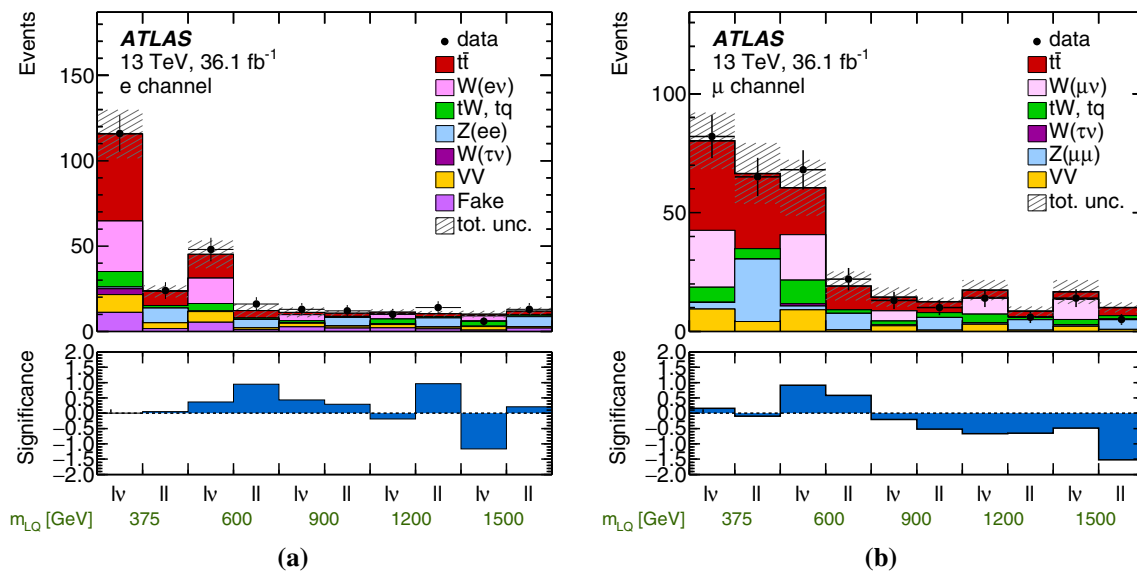 Events
150
100
50
0
ATLAS
13 TeV, 36.1 fb⁻¹
e channel
data
tt̄
W(eν)
tW, tq
Z(ee)
W(τν)
VV
Fake
tot. unc.
Significance
2.0
1.5
1.0
0.5
0.0
−0.5
−1.0
−1.5
−2.0
lν ll lν ll lν ll lν ll lν ll
m_LQ [GeV] 375 600 900 1200 1500
(a)
Events
100
50
0
ATLAS
13 TeV, 36.1 fb⁻¹
μ channel
data
tt̄
W(μν)
tW, tq
W(τν)
Z(μμ)
VV
tot. unc.
Significance
2.0
1.5
1.0
0.5
0.0
−0.5
−1.0
−1.5
−2.0
lν ll lν ll lν ll lν ll lν ll
m_LQ [GeV] 375 600 900 1200 1500
(b)